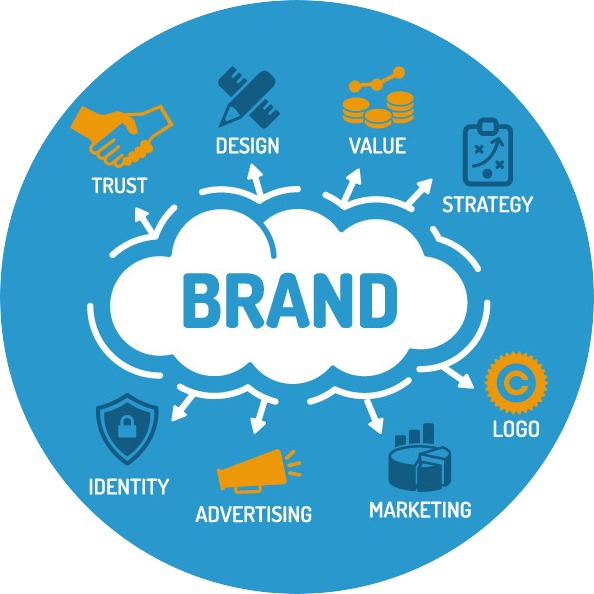 DESIGN
VALUE
TRUST
STRATEGY
BRAND
LOGO
IDENTITY
ADVERTISING
MARKETING
C